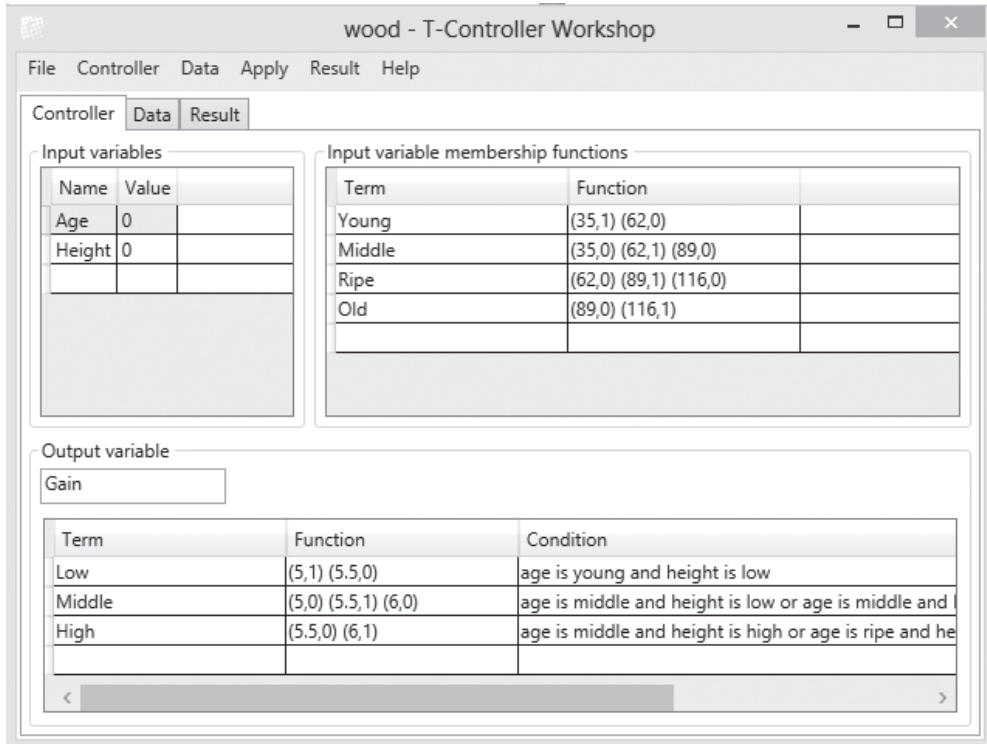 wood - T-Controller Workshop
File Controller Data Apply Result Help
Controller Data Result
Input variables
Name Value
Age 0
Height 0
Input variable membership functions
Term Function
Young (35,1) (62,0)
Middle (35,0) (62,1) (89,0)
Ripe (62,0) (89,1) (116,0)
Old (89,0) (116,1)
Output variable
Gain
Term Function Condition
Low (5,1) (5.5,0) age is young and height is low
Middle (5,0) (5.5,1) (6,0) age is middle and height is low or age is middle and
High (5.5,0) (6,1) age is middle and height is high or age is ripe and he